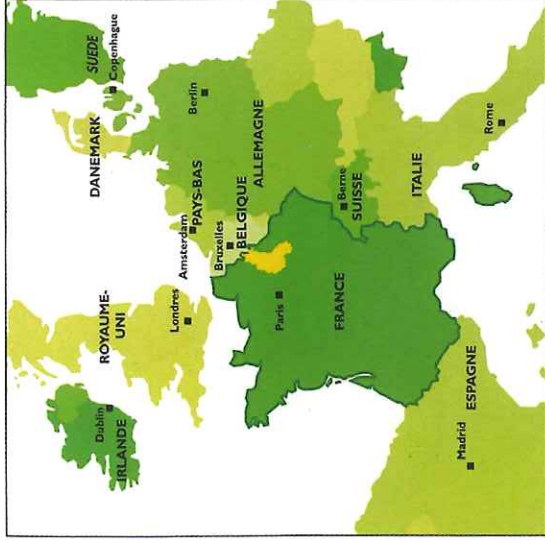 SUEDE
Copenhague
DANEMARK
Berlin
ROYAUME-
UNI
Dublin
IRLANDE
Londres
Amsterdam
PAYS-BAS
Bruxelles
BELGIQUE
ALLEMAGNE
Paris
FRANCE
Berne
SUISSE
ITALIE
Rome
ESPAGNE
Madrid